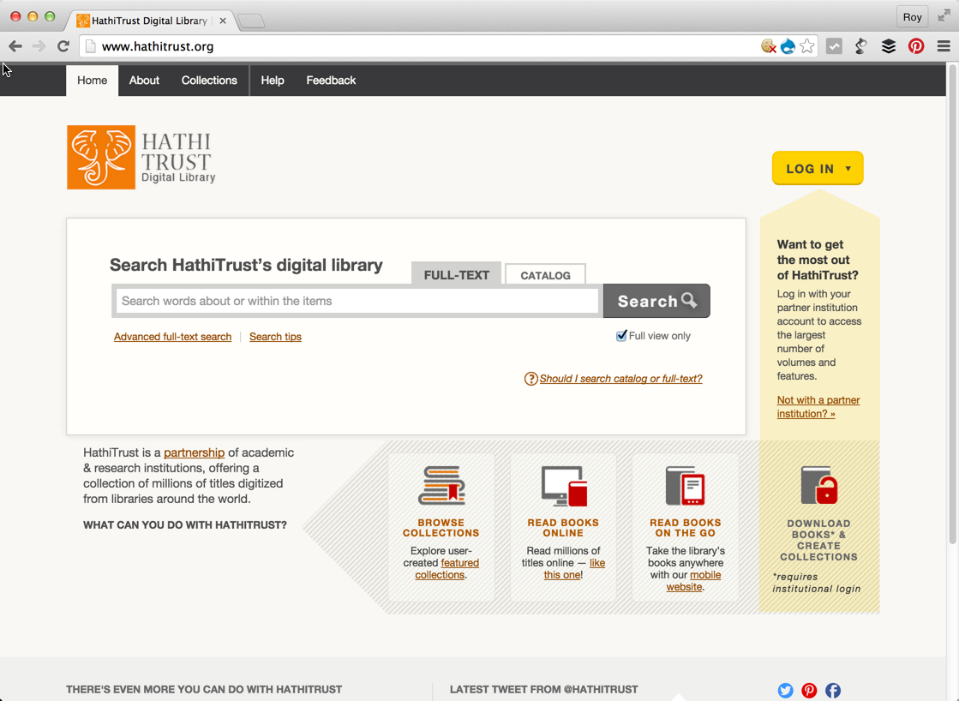 HathiTrust Digital Library
Roy
www.hathitrust.org
Home About Collections Help Feedback
HATHI
TRUST
Digital Library
LOG IN
Search HathiTrust's digital library
FULL-TEXT CATALOG
Search words about or within the items
Search
Advanced full-text search | Search tips
Full view only
Should I search catalog or full-text?
Want to get
the most out
of HathiTrust?
Log in with your
partner institution
account to access
the largest
number of
volumes and
features.
Not with a partner
institution? »
HathiTrust is a partnership of academic
& research institutions, offering a
collection of millions of titles digitized
from libraries around the world.
WHAT CAN YOU DO WITH HATHITRUST?
BROWSE
COLLECTIONS
Explore user-
created featured
collections.
READ BOOKS
ONLINE
Read millions of
titles online — like
this one!
READ BOOKS
ON THE GO
Take the library's
books anywhere
with our mobile
website.
DOWNLOAD
BOOKS* &
CREATE
COLLECTIONS
*requires
institutional login
THERE'S EVEN MORE YOU CAN DO WITH HATHITRUST
LATEST TWEET FROM @HATHITRUST